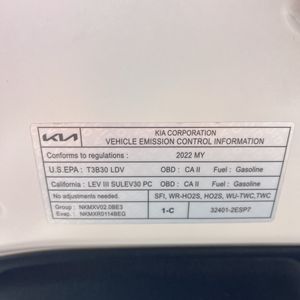 KIA
KIA CORPORATION
VEHICLE EMISSION CONTROL INFORMATION
Conforms to regulations : 2022 MY
U.S.EPA : T3B30 LDV OBD : CA II Fuel : Gasoline
California : LEV III SULEV30 PC OBD : CA II Fuel : Gasoline
No adjustments needed. SFI, WR-HO2S, HO2S, WU-TWC,TWC
Group : NKMXV02.0BE3
Evap. : NKMXR0114BEQ
1-C
32401-2ESP7